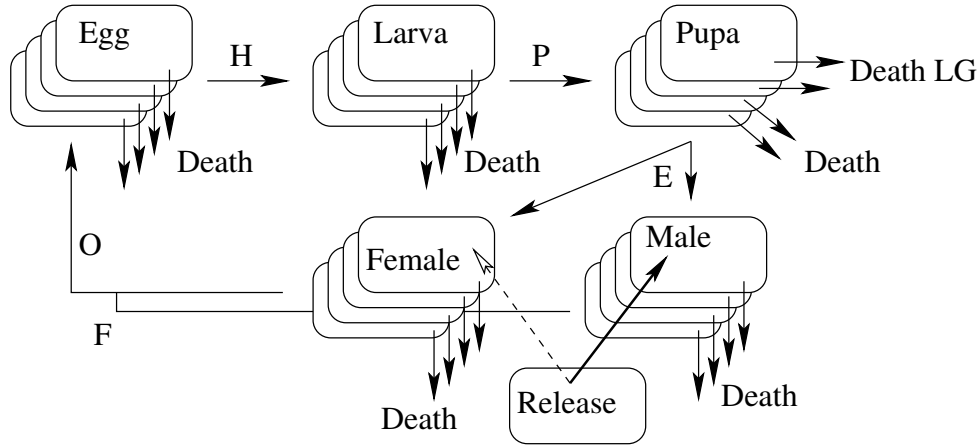 Egg
Larva
Pupa
H
P
Death LG
Death
Death
Death
E
O
Female
Male
F
Release
Death
Death